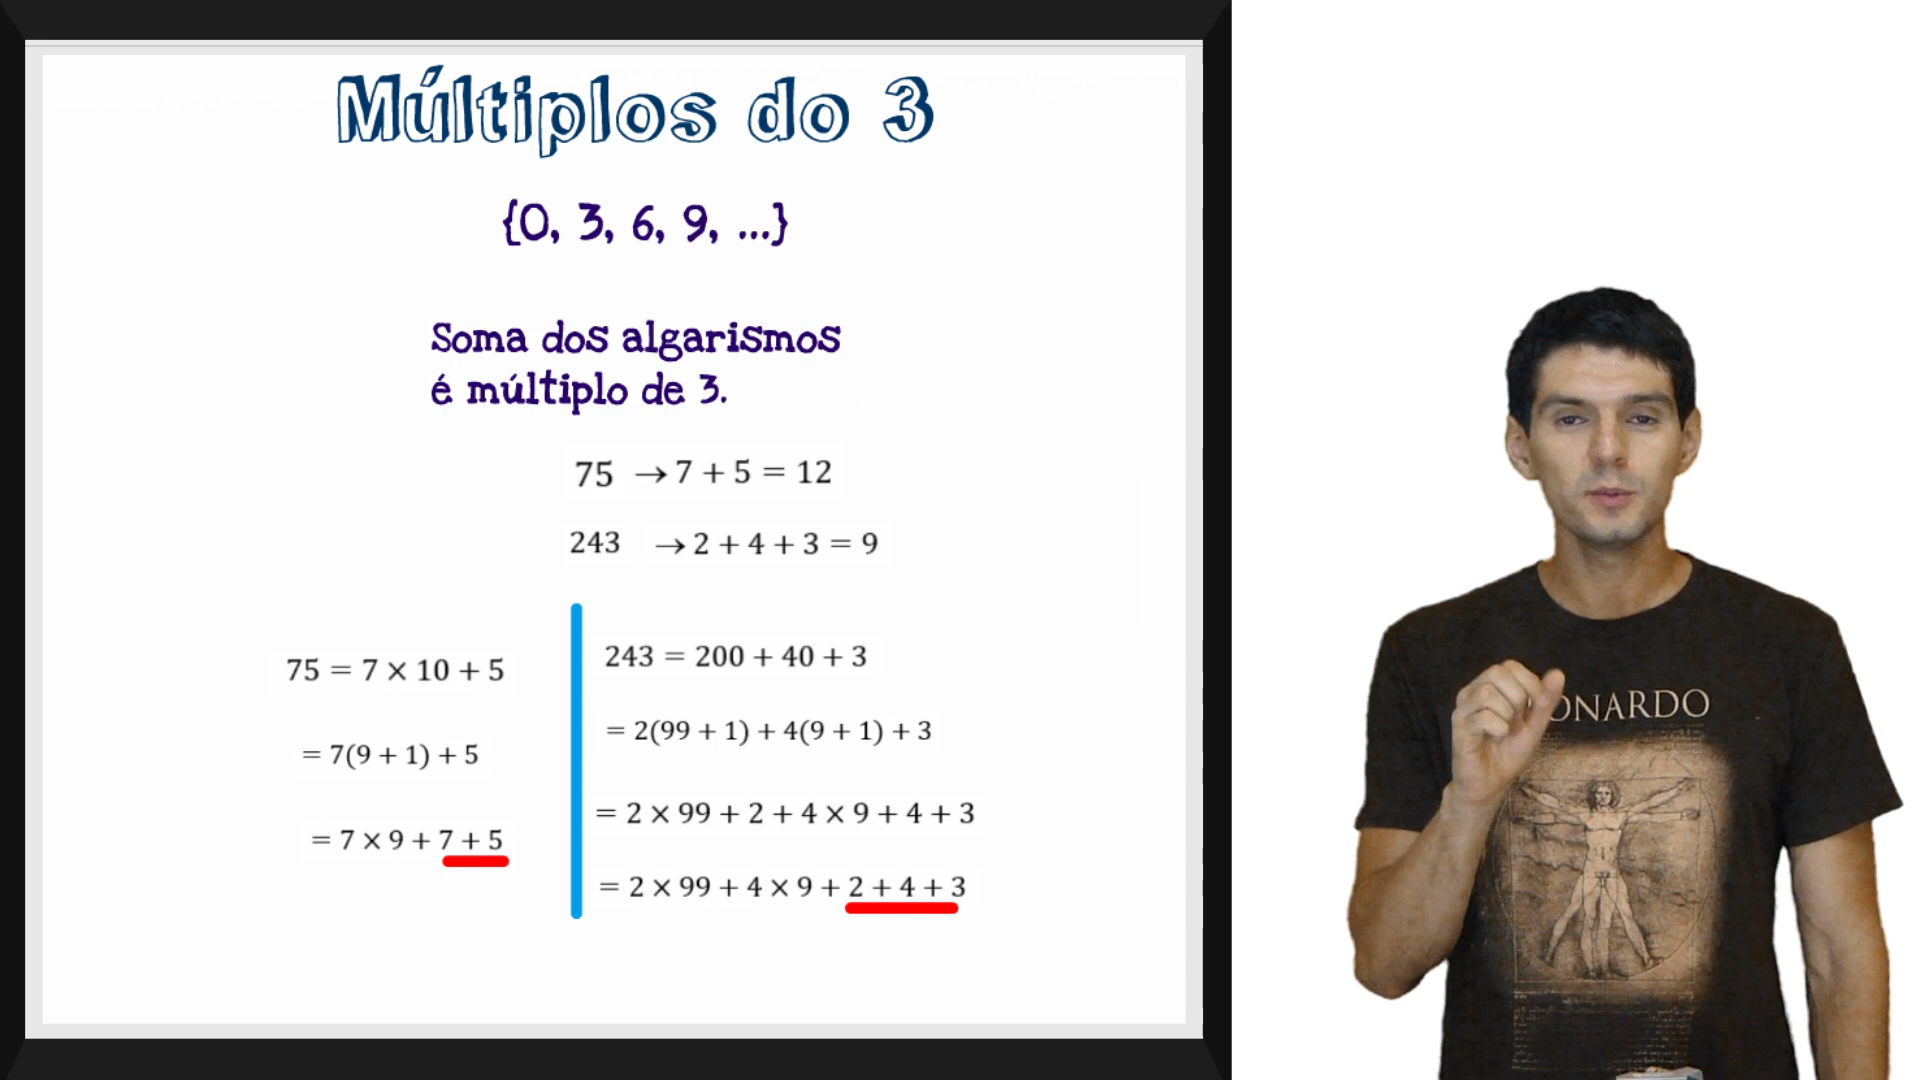 Múltiplos do 3
{0, 3, 6, 9, ...}
Soma dos algarismos
é múltiplo de 3.
75 → 7 + 5 = 12
243 → 2 + 4 + 3 = 9
75 = 7 × 10 + 5
= 7(9 + 1) + 5
= 7 × 9 + 7 + 5
243 = 200 + 40 + 3
= 2(99 + 1) + 4(9 + 1) + 3
= 2 × 99 + 2 + 4 × 9 + 4 + 3
= 2 × 99 + 4 × 9 + 2 + 4 + 3
ONARDO